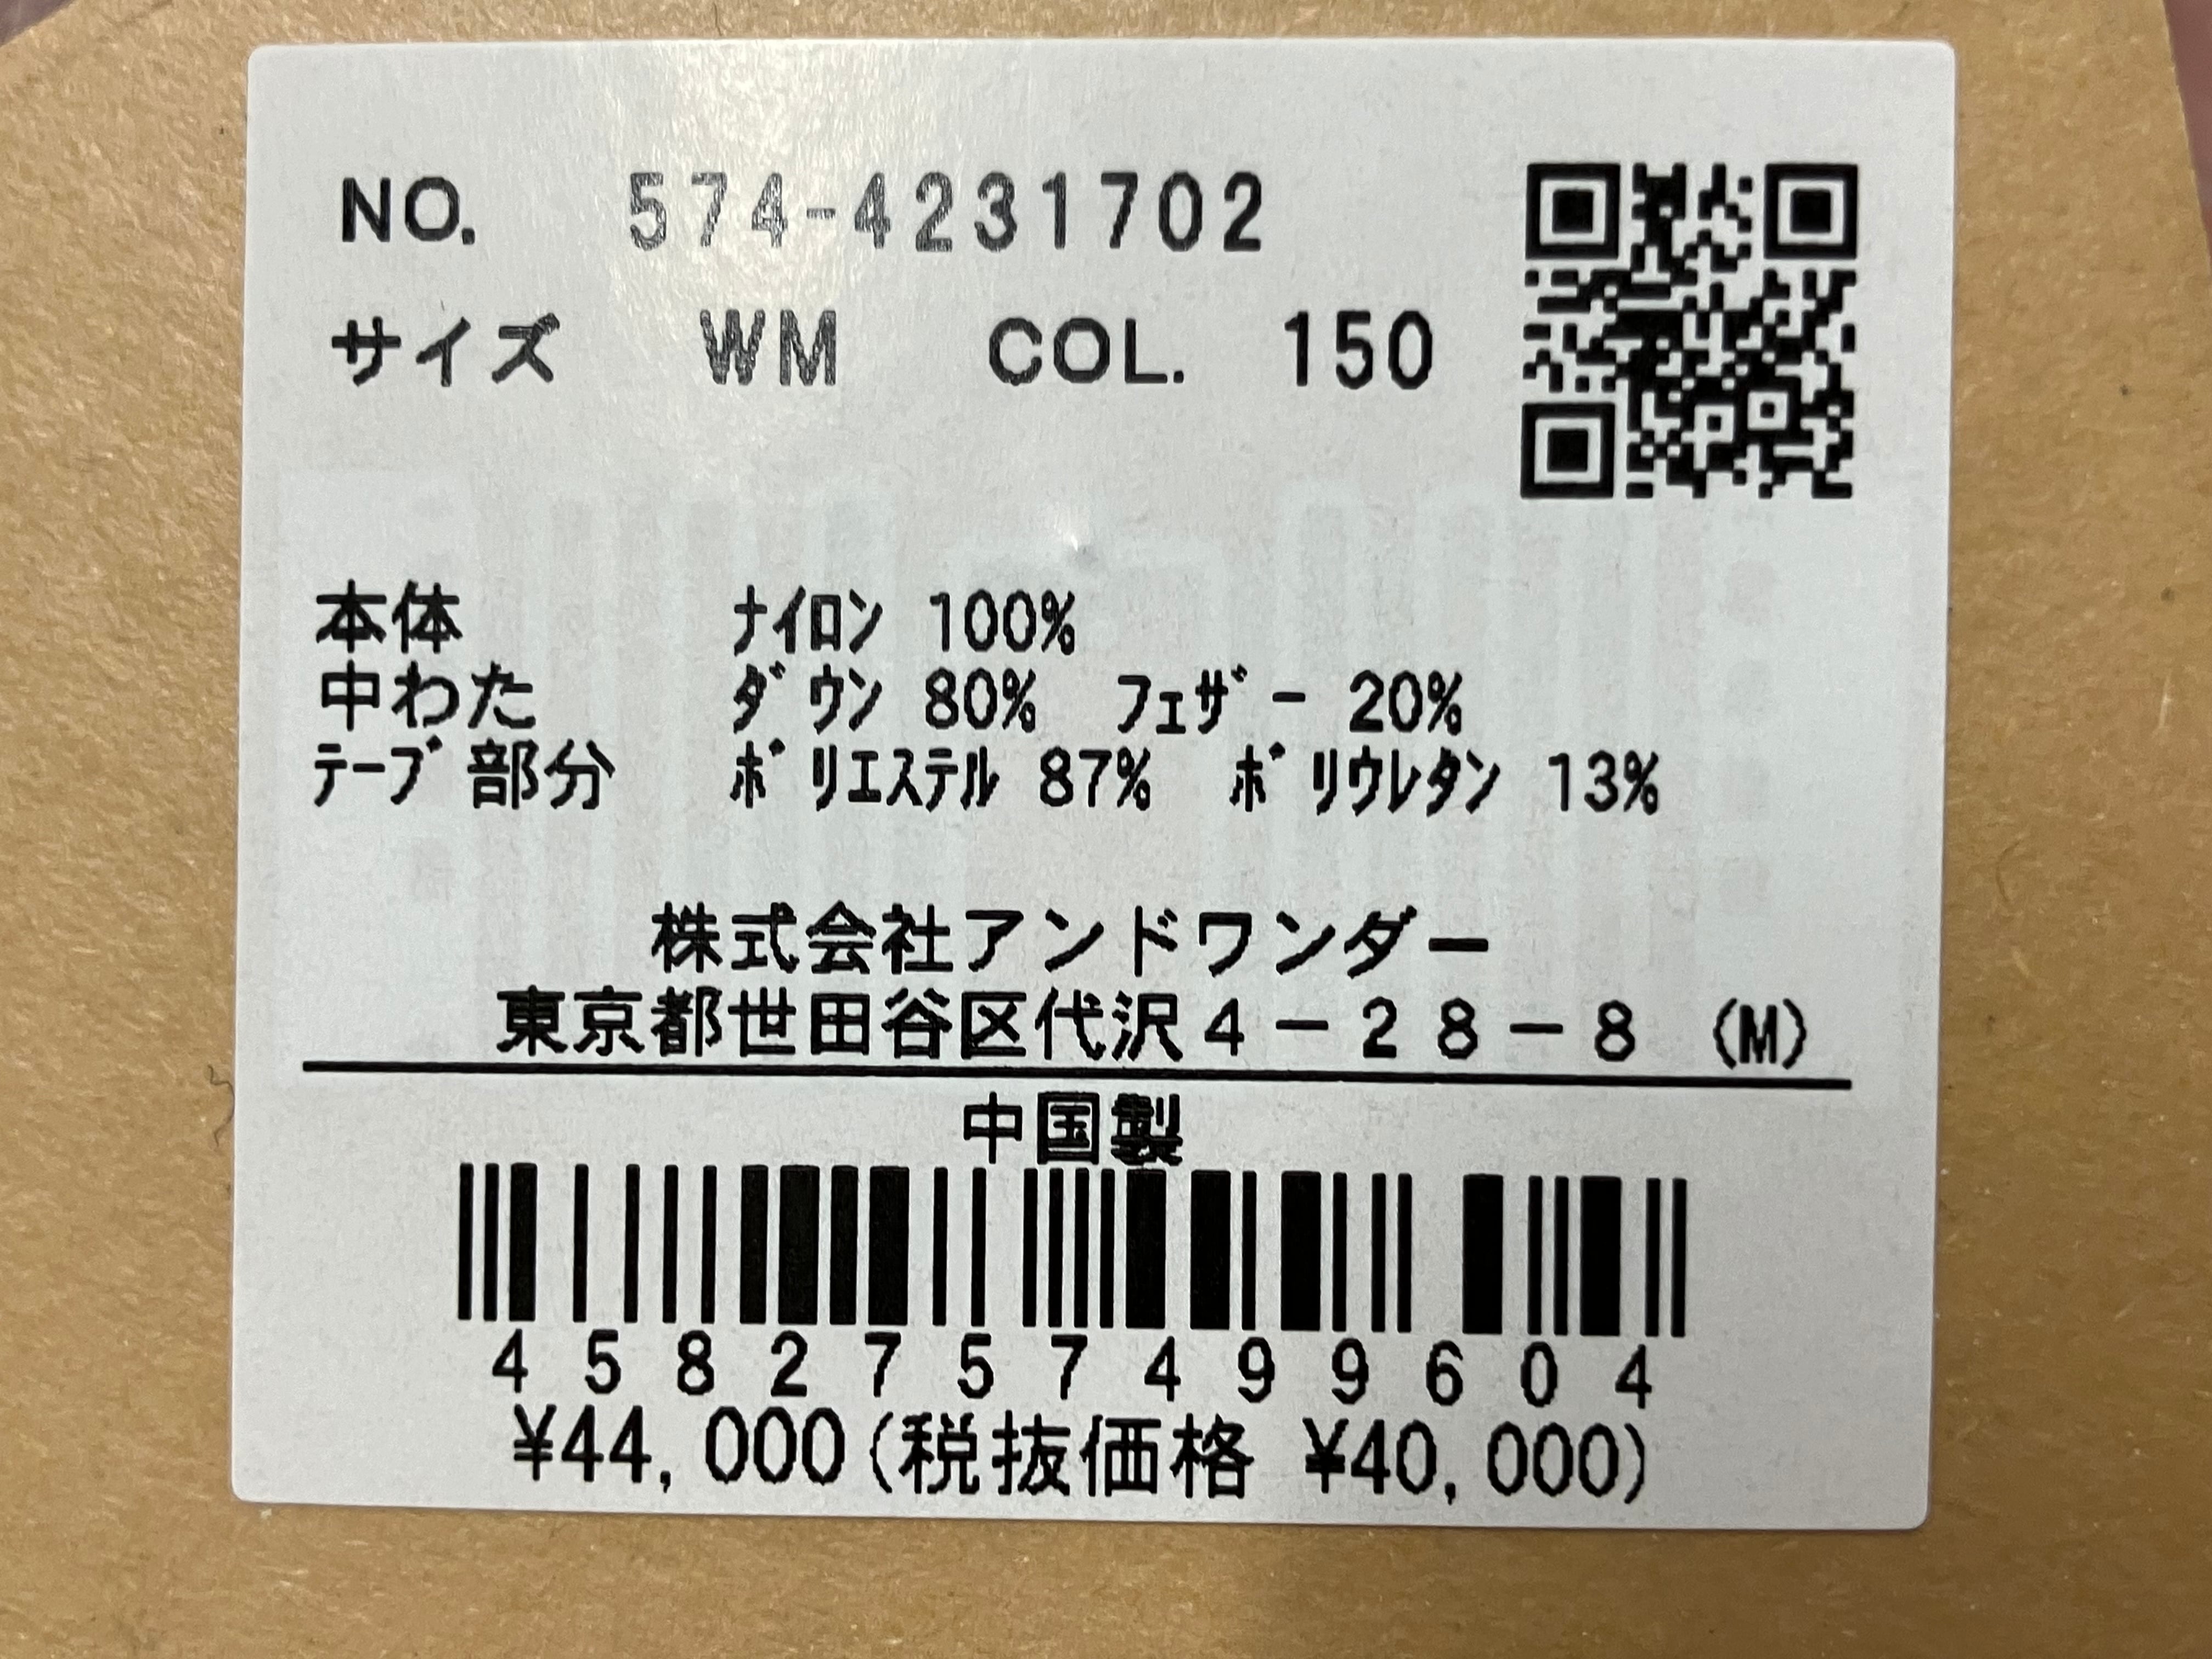 NO. 574-4231702
サイズ WM COL. 150
本体 ﾅｲﾛﾝ 100%
中わた ﾀﾞｳﾝ 80% ﾌｪｻﾞｰ 20%
ﾃｰﾌﾟ部分 ﾎﾟﾘｴｽﾃﾙ 87% ﾎﾟﾘｳﾚﾀﾝ 13%
株式会社アンドワンダー
東京都世田谷区代沢４－２８－８ (M)
中国製
4582757499604
¥44,000(税抜価格 ¥40,000)